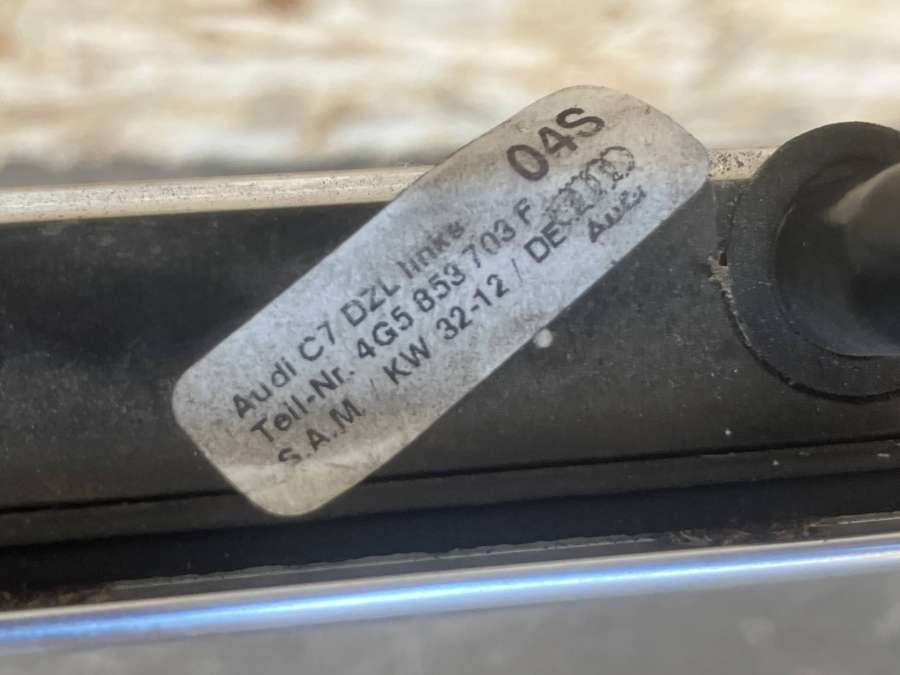 04S
Audi C7 DZL links
Teil-Nr. 4G5 853 703 F
S.A.M. / KW 32-12 / DE
Audi